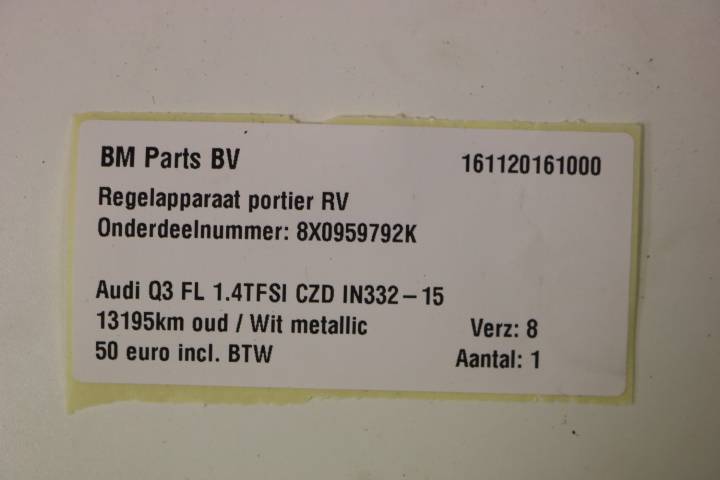 BM Parts BV 161120161000
Regelapparaat portier RV
Onderdeelnummer: 8X0959792K
Audi Q3 FL 1.4TFSI CZD IN332-15
13195km oud / Wit metallic Verz: 8
50 euro incl. BTW Aantal: 1